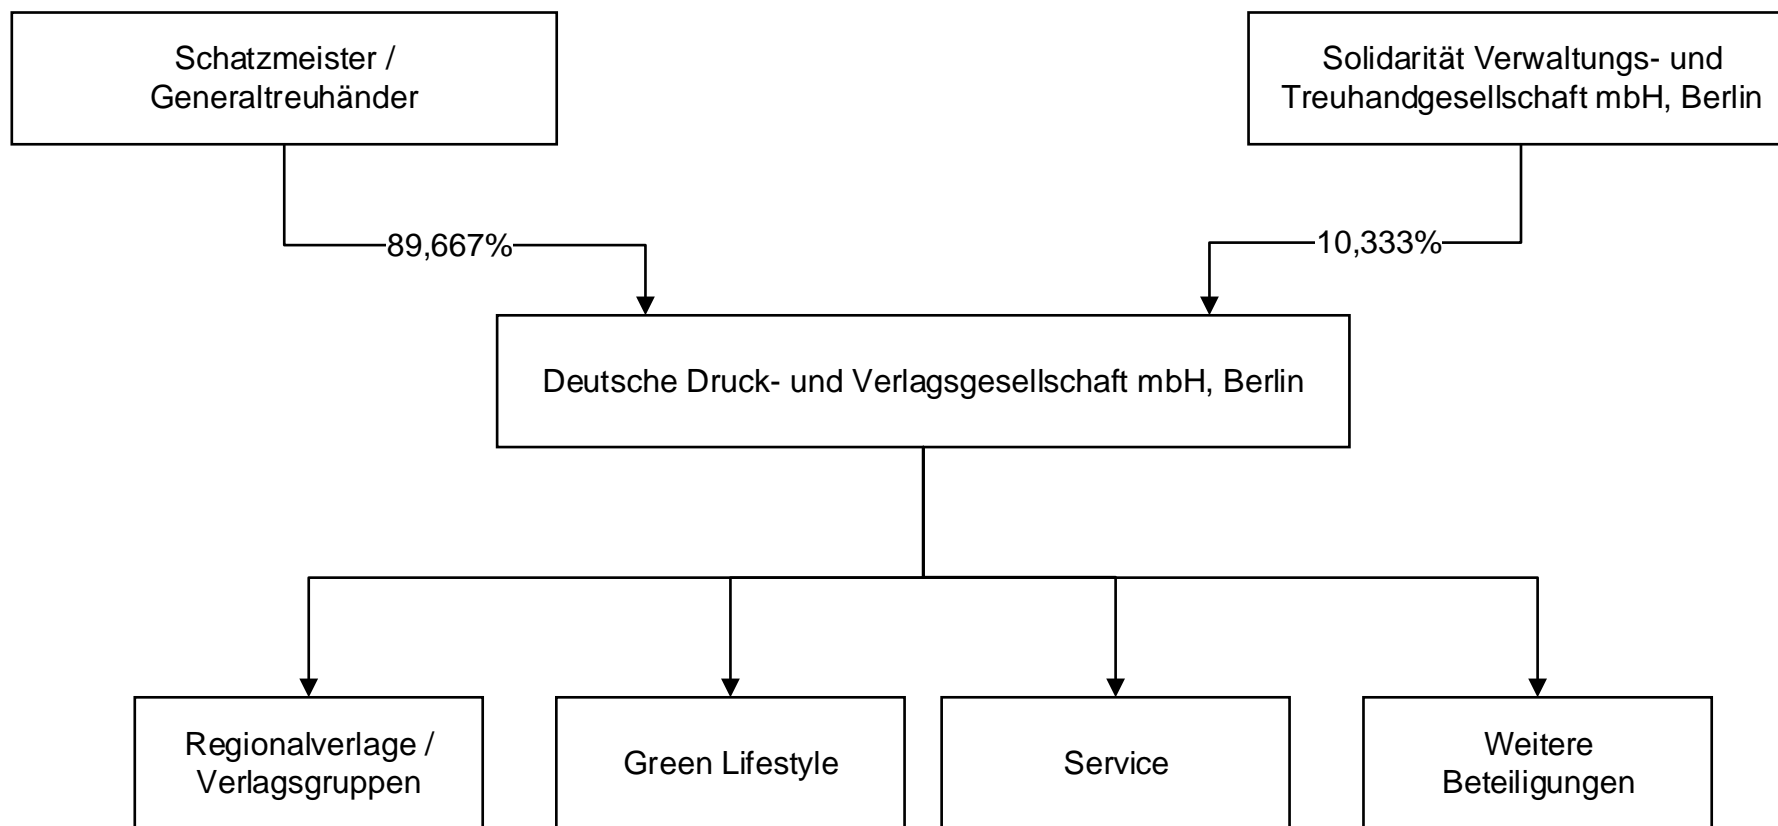 Schatzmeister /
Generaltreuhänder
Solidarität Verwaltungs- und
Treuhandgesellschaft mbH, Berlin
89,667%
10,333%
Deutsche Druck- und Verlagsgesellschaft mbH, Berlin
Regionalverlage /
Verlagsgruppen
Green Lifestyle
Service
Weitere
Beteiligungen